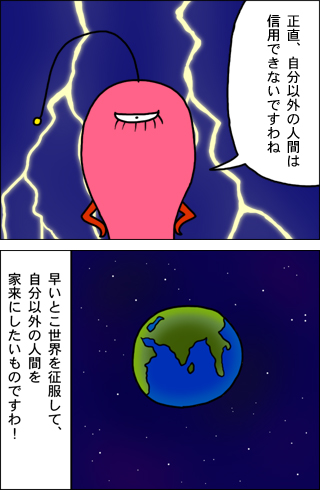 正直、自分以外の人間は
信用できないですわね
早いとこ世界を征服して、
自分以外の人間を
家来にしたいものですわ！